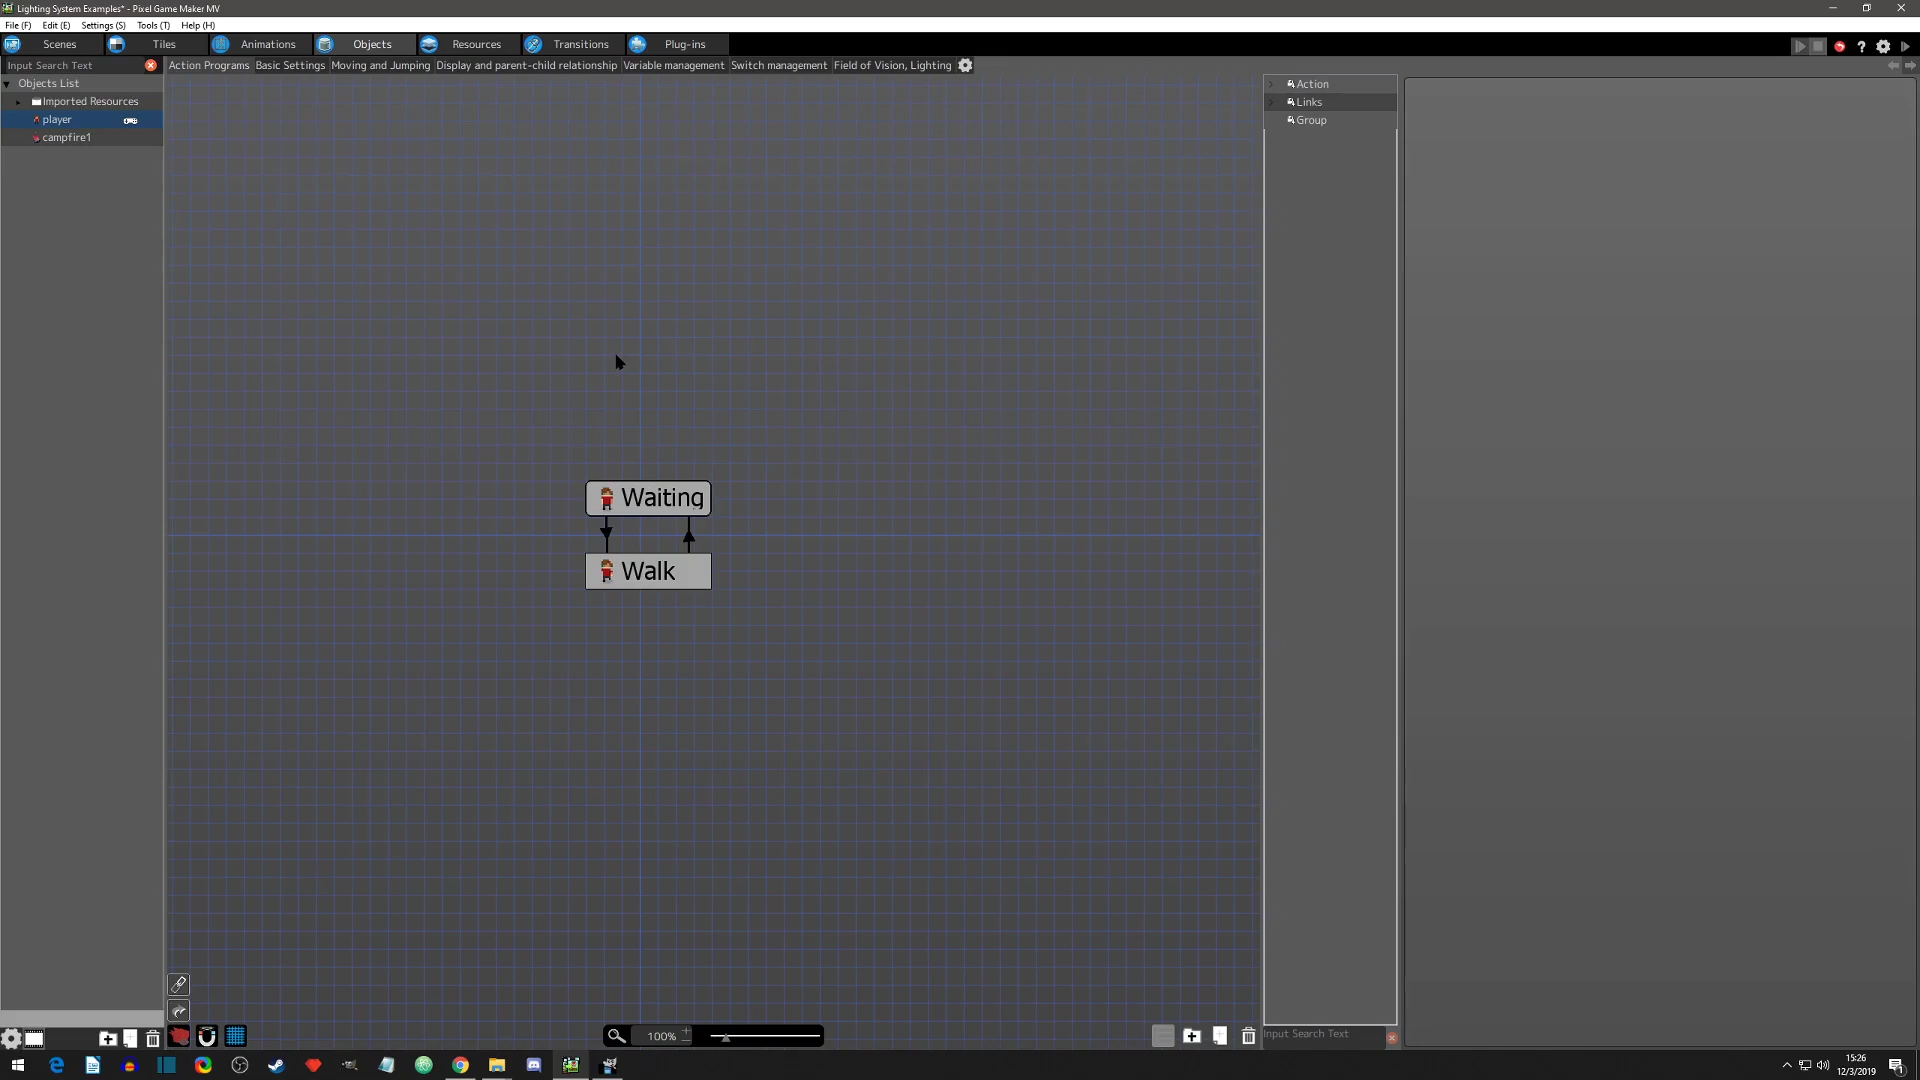 Lighting System Examples* - Pixel Game Maker MV
File (F) Edit (E) Settings (S) Tools (T) Help (H)
Scenes Tiles Animations Objects Resources Transitions Plug-ins
Input Search Text Action Programs Basic Settings Moving and Jumping Display and parent-child relationship Variable management Switch management Field of Vision, Lighting
Objects List
Imported Resources
player
campfire1
Action
Links
Group
Waiting
Walk
100%
Input Search Text
15:26
12/3/2019
1